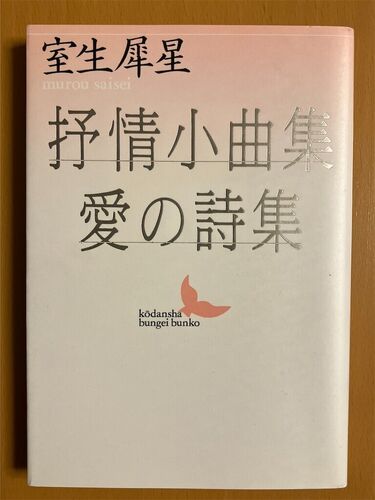 室生犀星
murou saisei
抒情小曲集
愛の詩集
kōdansha
bungei bunko